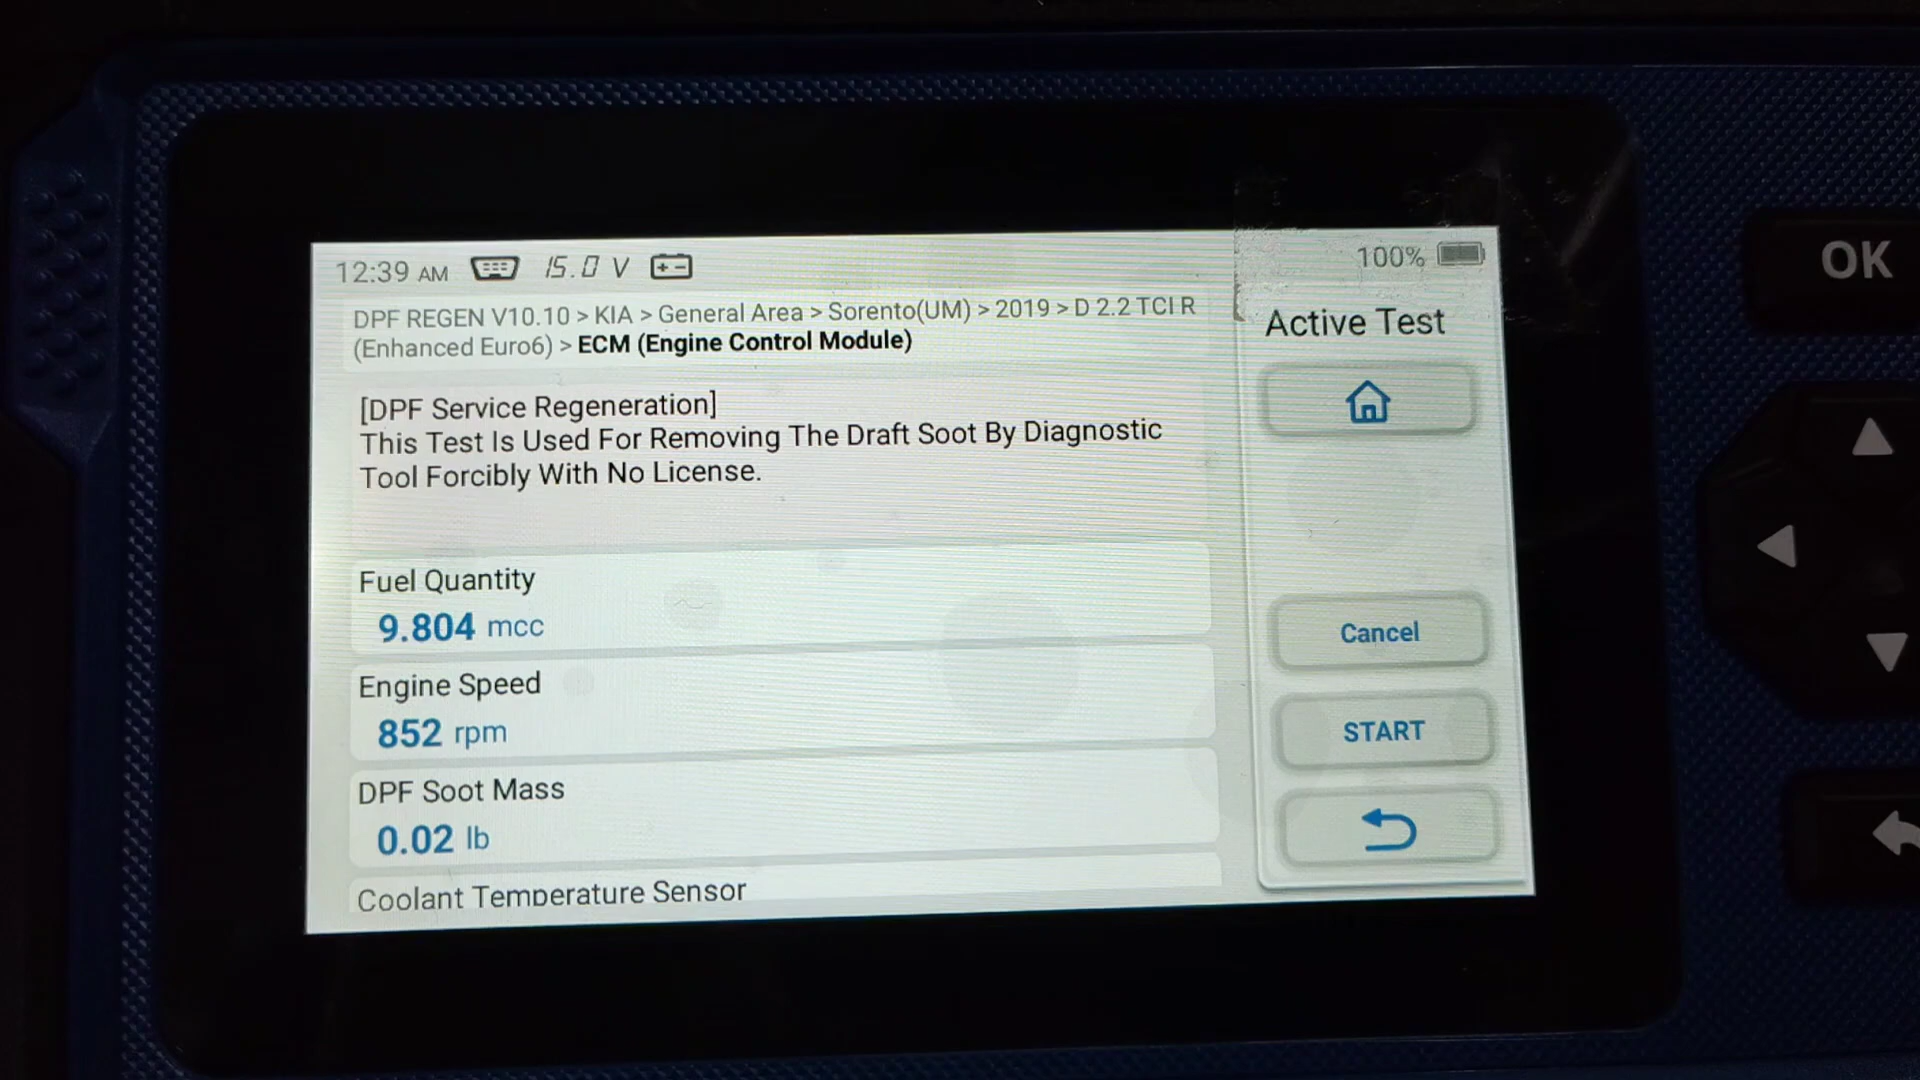 12:39 AM 15.0 V 100%
DPF REGEN V10.10 > KIA > General Area > Sorento(UM) > 2019 > D 2.2 TCI R
(Enhanced Euro6) > ECM (Engine Control Module)
Active Test
[DPF Service Regeneration]
This Test Is Used For Removing The Draft Soot By Diagnostic
Tool Forcibly With No License.
Fuel Quantity
9.804 mcc
Engine Speed
852 rpm
DPF Soot Mass
0.02 lb
Coolant Temperature Sensor
Cancel
START
OK